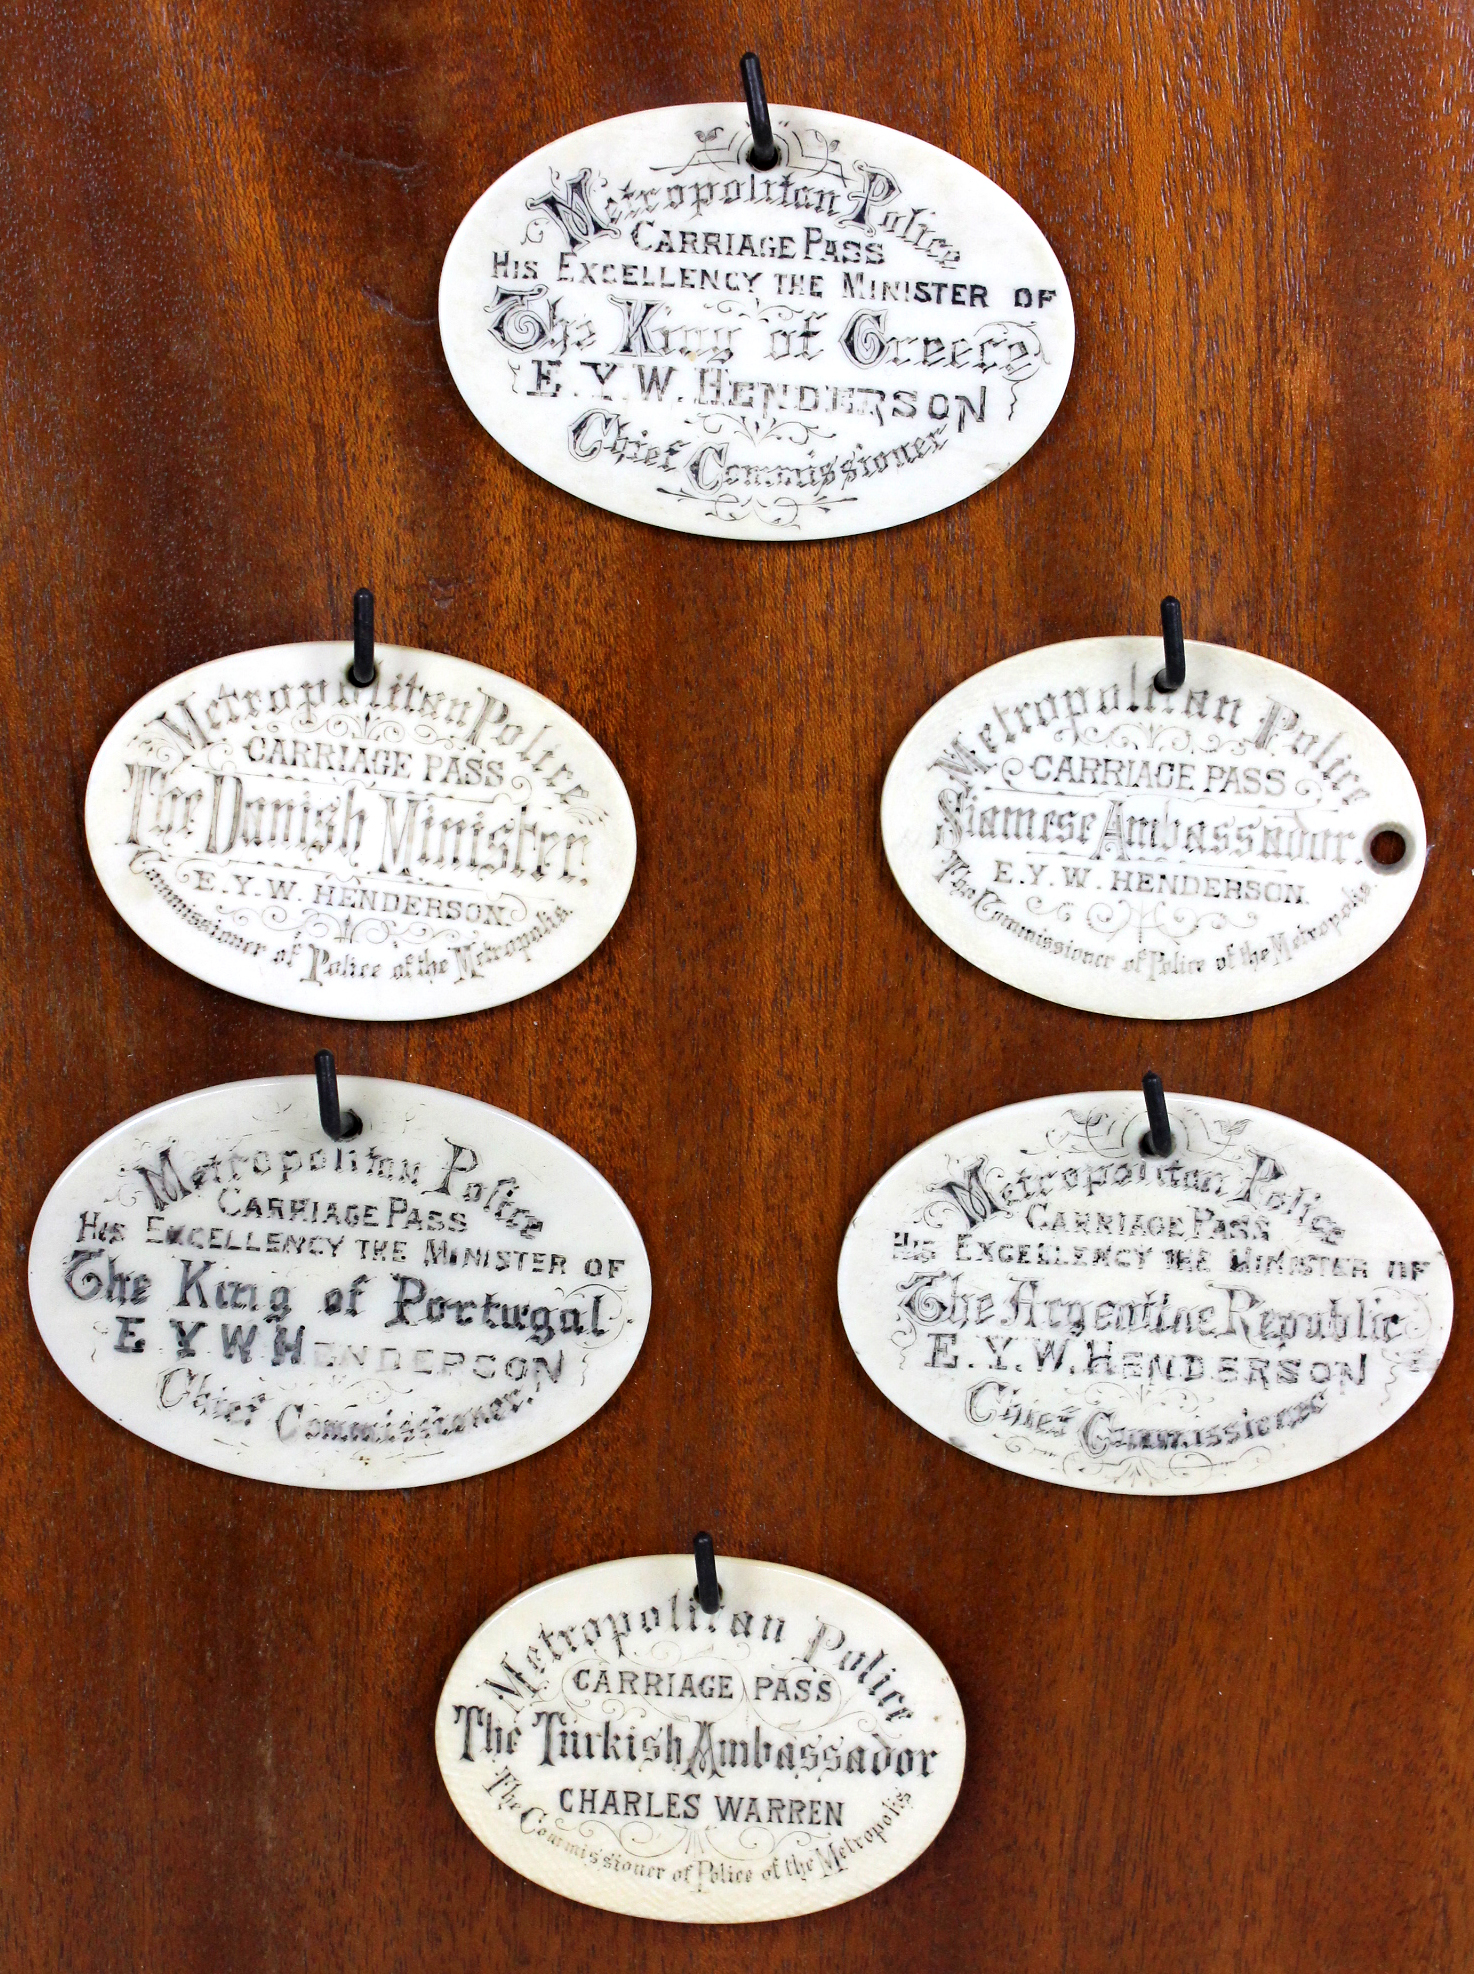 Metropolitan Police
CARRIAGE PASS
HIS EXCELLENCY THE MINISTER OF
The King of Greece
E.Y.W. HENDERSON
Chief Commissioner
Metropolitan Police
CARRIAGE PASS
The Danish Minister.
E.Y.W. HENDERSON.
Commissioner of Police of the Metropolis.
Metropolitan Police
CARRIAGE PASS
Siamese Ambassador.
E.Y.W. HENDERSON.
The Commissioner of Police of the Metropolis.
Metropolitan Police
CARRIAGE PASS
HIS EXCELLENCY THE MINISTER OF
The King of Portugal
E Y W HENDERSON
Chief Commissioner.
Metropolitan Police
CARRIAGE PASS
HIS EXCELLENCY THE MINISTER OF
The Argentine Republic
E.Y.W. HENDERSON
Chief Commissioner
Metropolitan Police
CARRIAGE PASS
The Turkish Ambassador
CHARLES WARREN
The Commissioner of Police of the Metropolis